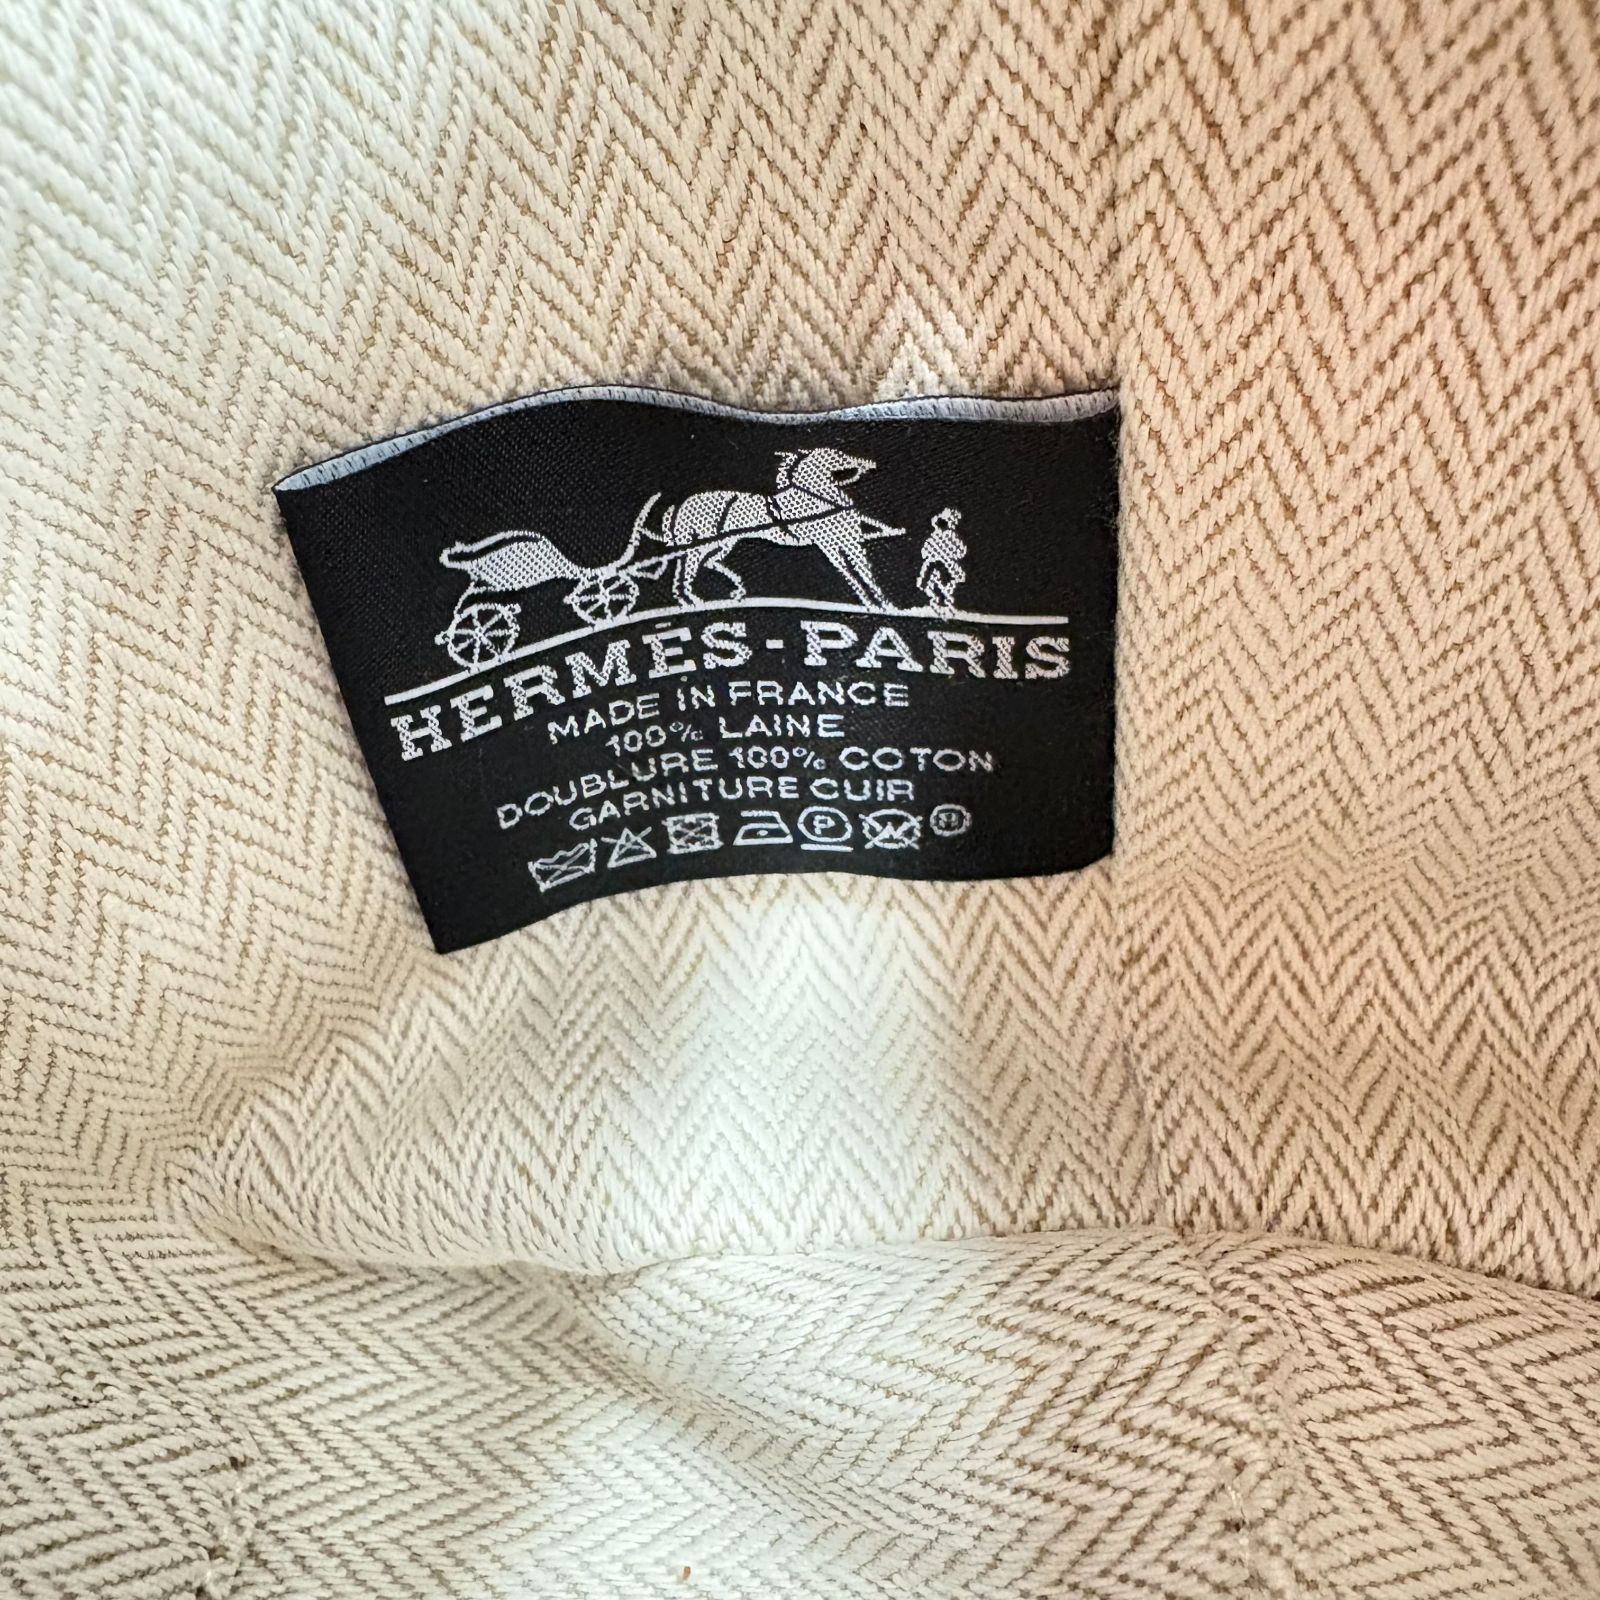 HERMÈS-PARIS
MADE IN FRANCE
100% LAINE
DOUBLURE 100% COTON
GARNITURE CUIR
P